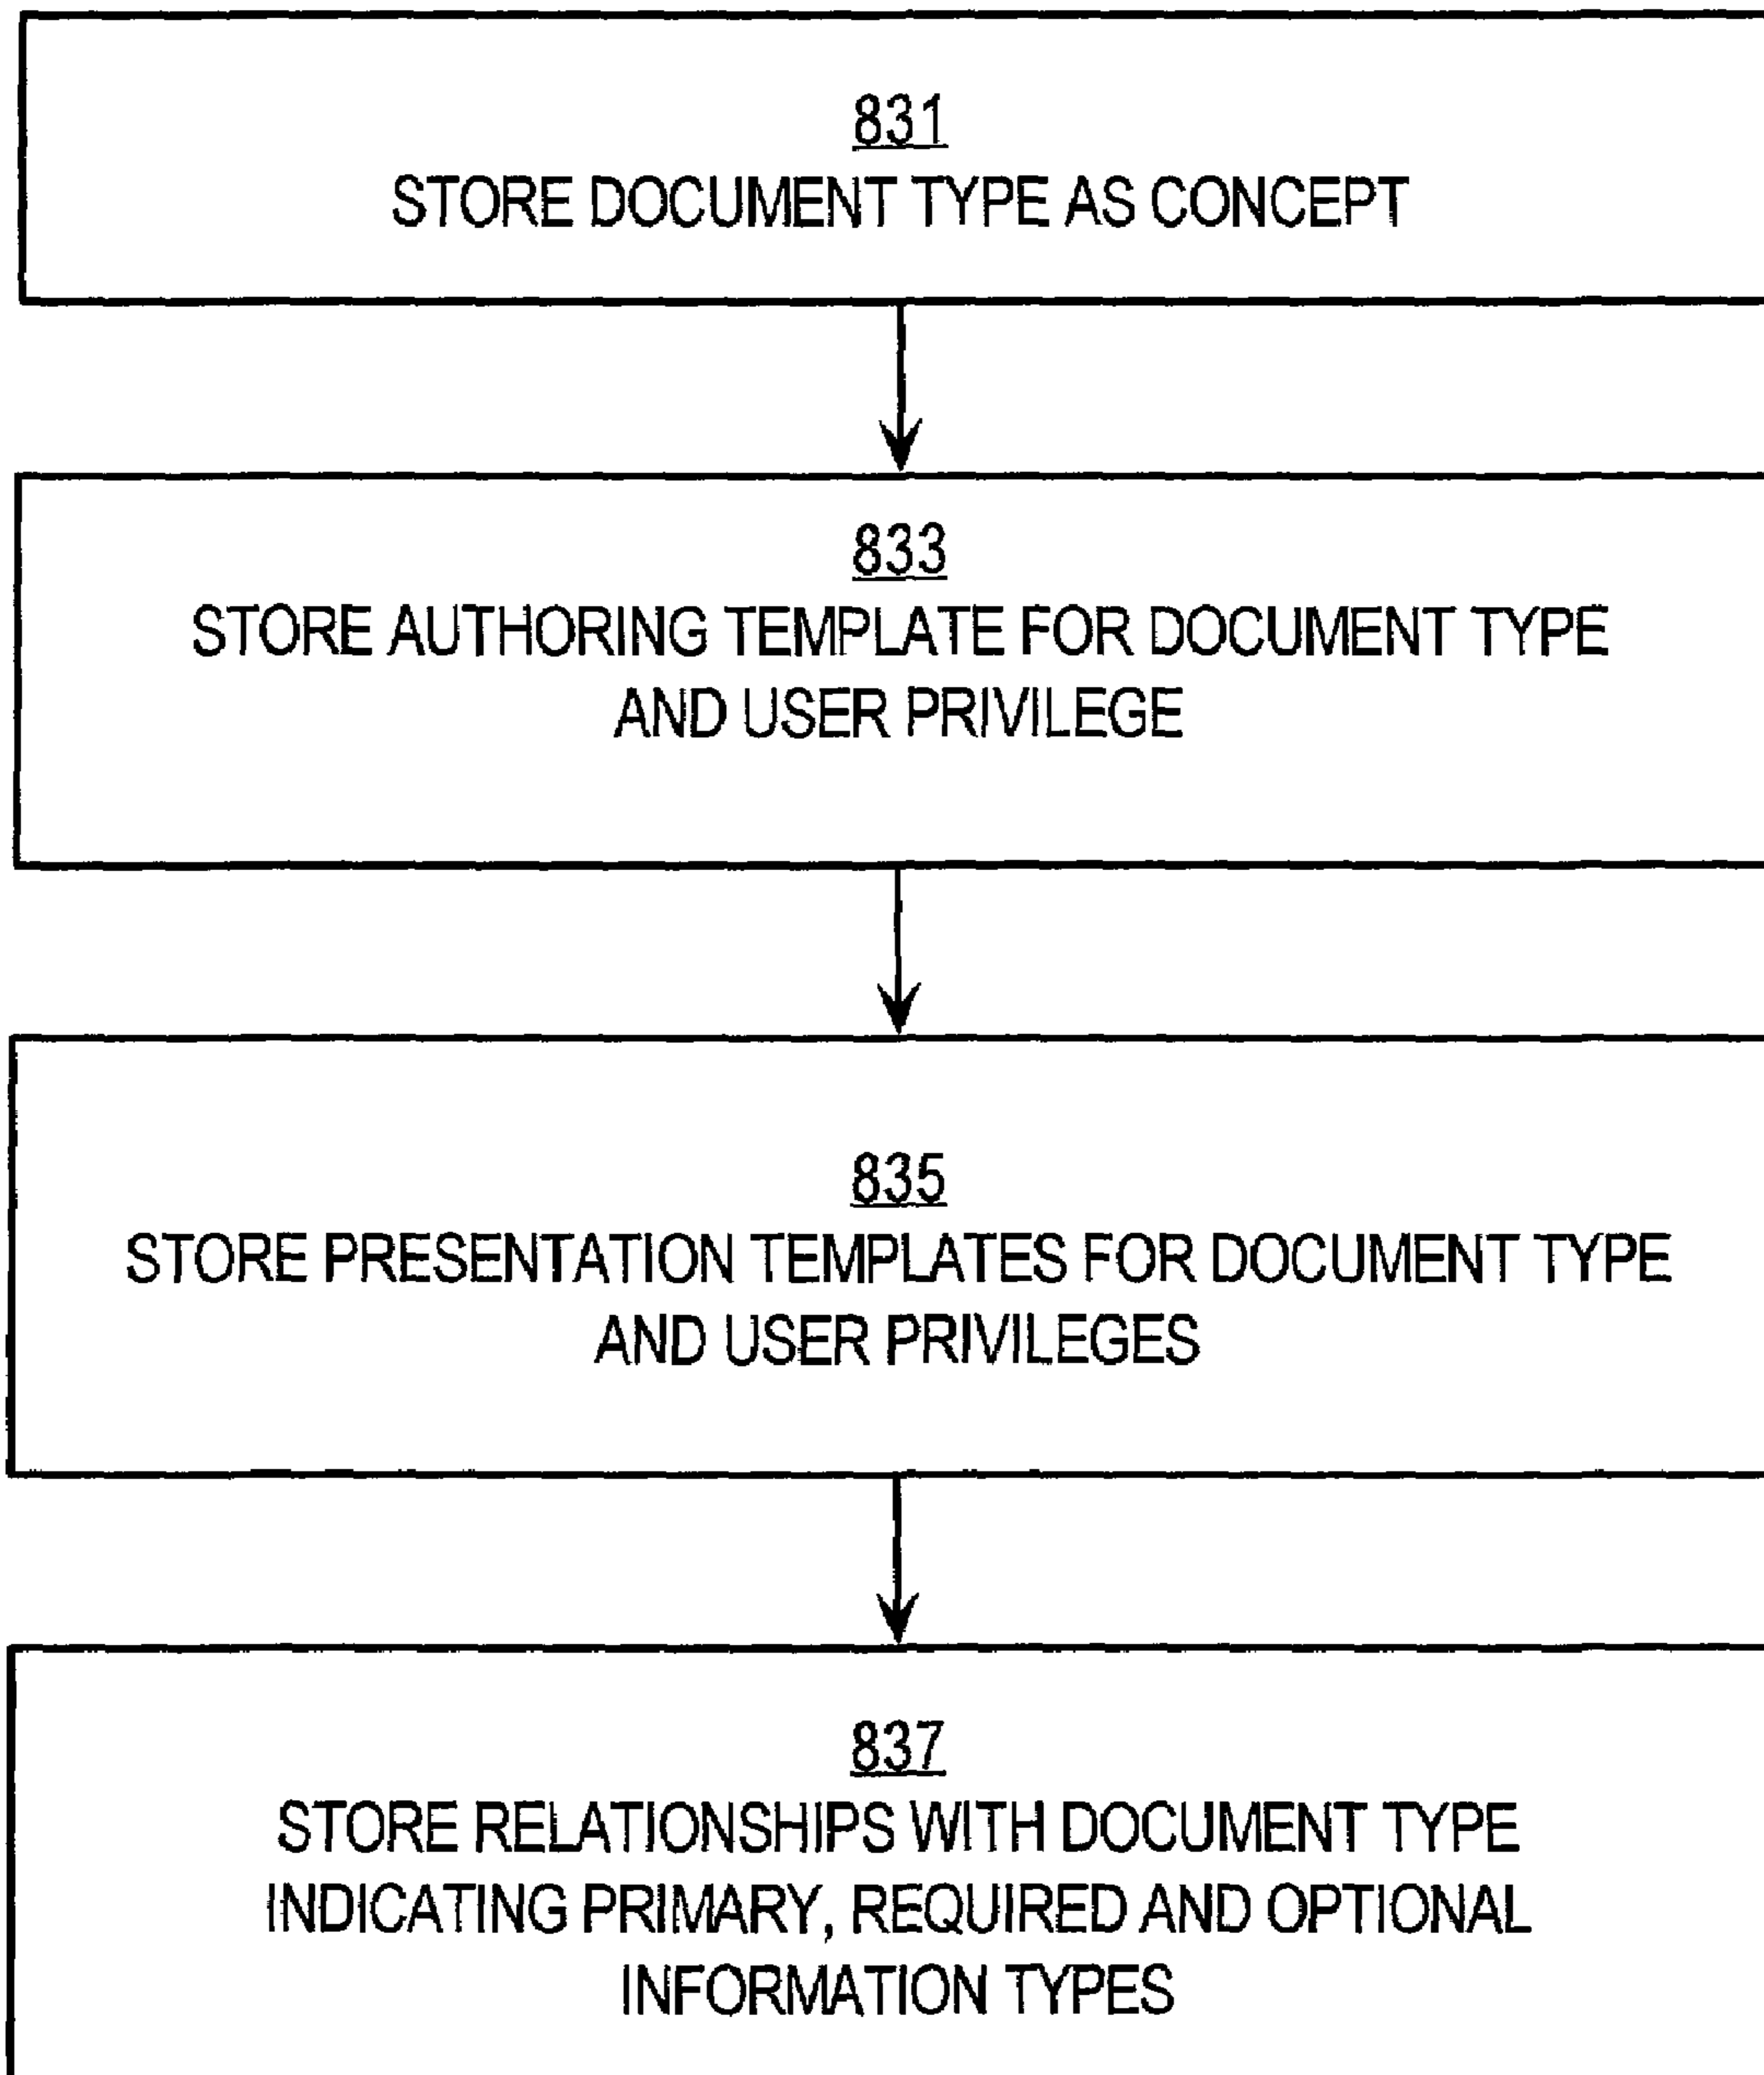 831
STORE DOCUMENT TYPE AS CONCEPT
833
STORE AUTHORING TEMPLATE FOR DOCUMENT TYPE
AND USER PRIVILEGE
835
STORE PRESENTATION TEMPLATES FOR DOCUMENT TYPE
AND USER PRIVILEGES
837
STORE RELATIONSHIPS WITH DOCUMENT TYPE
INDICATING PRIMARY, REQUIRED AND OPTIONAL
INFORMATION TYPES